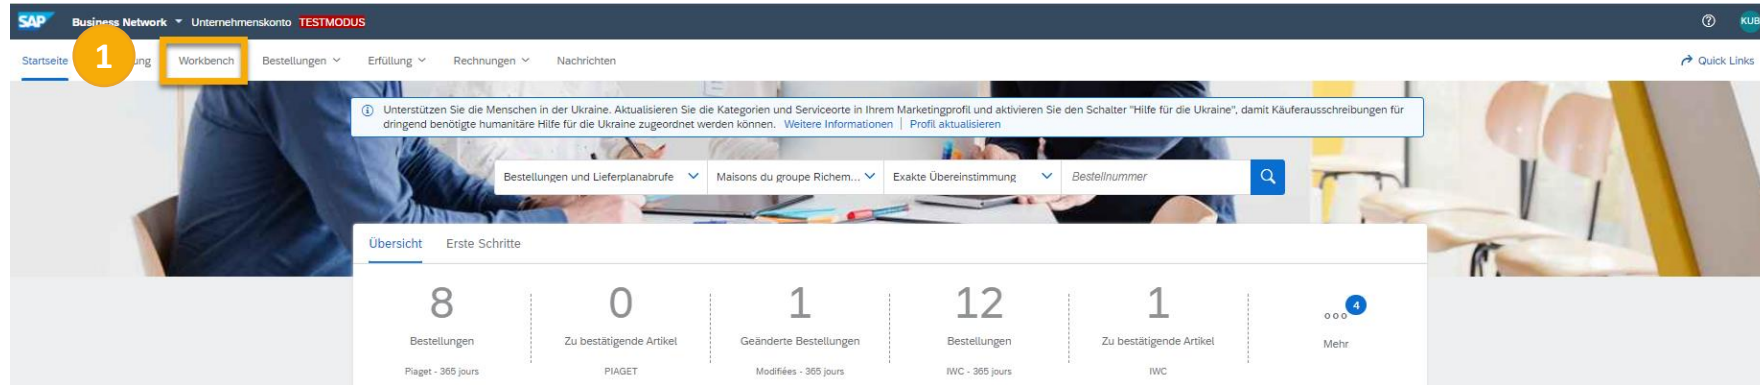 SAP Business Network Unternehmenskonto TESTMODUS KUB
Startseite 1 ung Workbench Bestellungen Erfüllung Rechnungen Nachrichten Quick Links
Unterstützen Sie die Menschen in der Ukraine. Aktualisieren Sie die Kategorien und Serviceorte in Ihrem Marketingprofil und aktivieren Sie den Schalter "Hilfe für die Ukraine", damit Käuferausschreibungen für
dringend benötigte humanitäre Hilfe für die Ukraine zugeordnet werden können. Weitere Informationen | Profil aktualisieren
Bestellungen und Lieferplanabrufe Maisons du groupe Richem... Exakte Übereinstimmung Bestellnummer
Übersicht Erste Schritte
8 0 1 12 1 4
Bestellungen Zu bestätigende Artikel Geänderte Bestellungen Bestellungen Zu bestätigende Artikel Mehr
Piaget - 365 jours PIAGET Modifiées - 365 jours IWC - 365 jours IWC